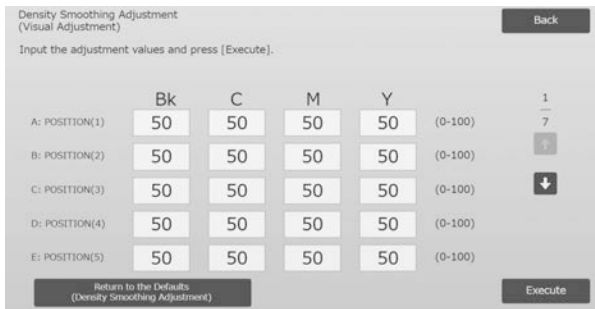 Density Smoothing Adjustment
(Visual Adjustment)
Back
Input the adjustment values and press [Execute].
Bk C M Y
1
7
A: POSITION(1) 50 50 50 50 (0-100)
B: POSITION(2) 50 50 50 50 (0-100)
C: POSITION(3) 50 50 50 50 (0-100)
D: POSITION(4) 50 50 50 50 (0-100)
E: POSITION(5) 50 50 50 50 (0-100)
Return to the Defaults
(Density Smoothing Adjustment)
Execute